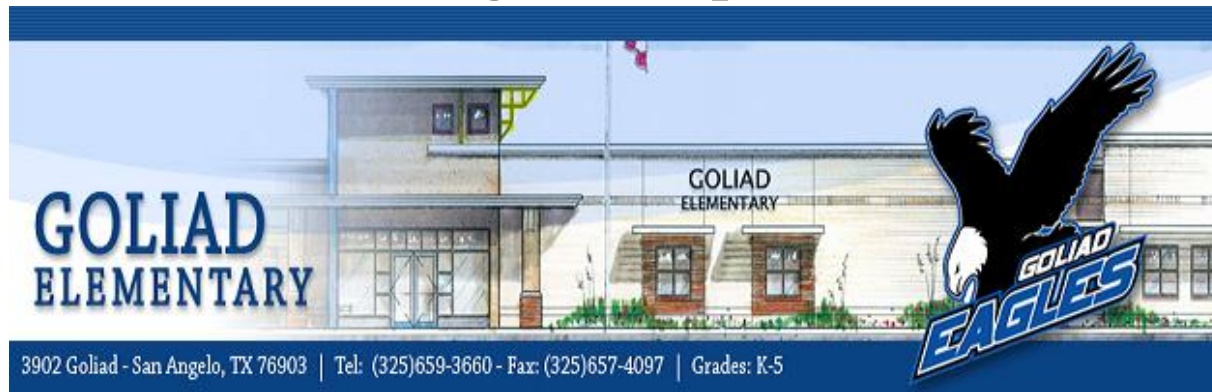 GOLIAD
ELEMENTARY
GOLIAD
ELEMENTARY
GOLIAD
EAGLES
3902 Goliad - San Angelo, TX 76903 | Tel: (325)659-3660 - Fax: (325)657-4097 | Grades: K-5